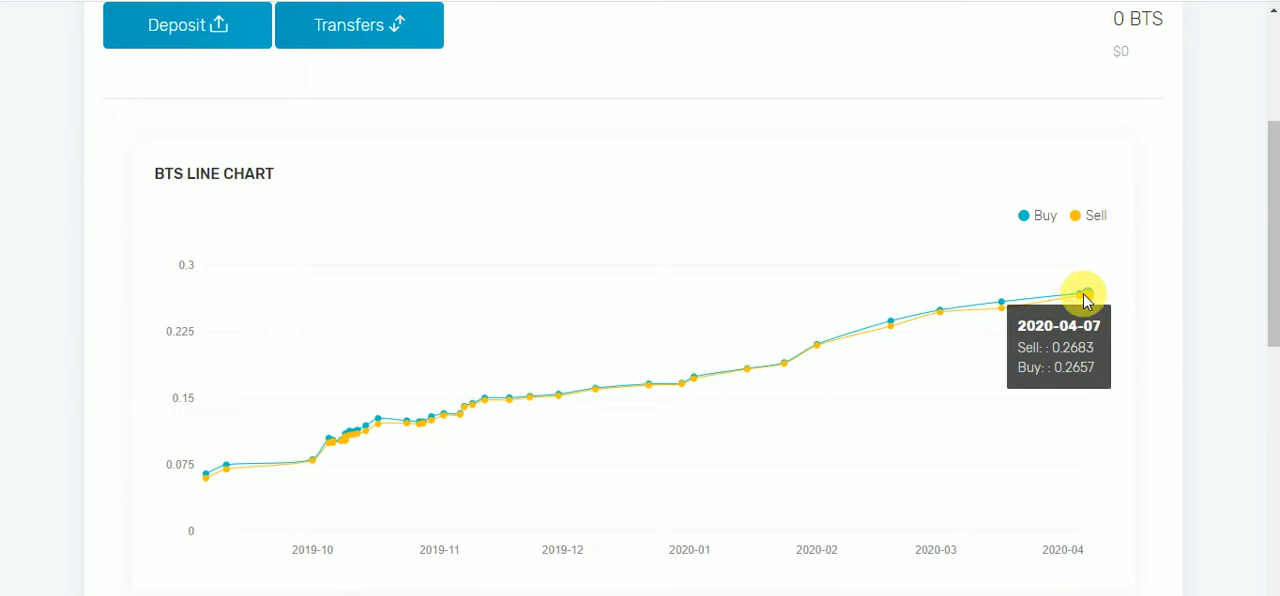 Deposit
Transfers
0 BTS
$0
BTS LINE CHART
Buy
Sell
0.3
0.225
0.15
0.075
0
2020-04-07
Sell: : 0.2683
Buy: : 0.2657
2019-10
2019-11
2019-12
2020-01
2020-02
2020-03
2020-04